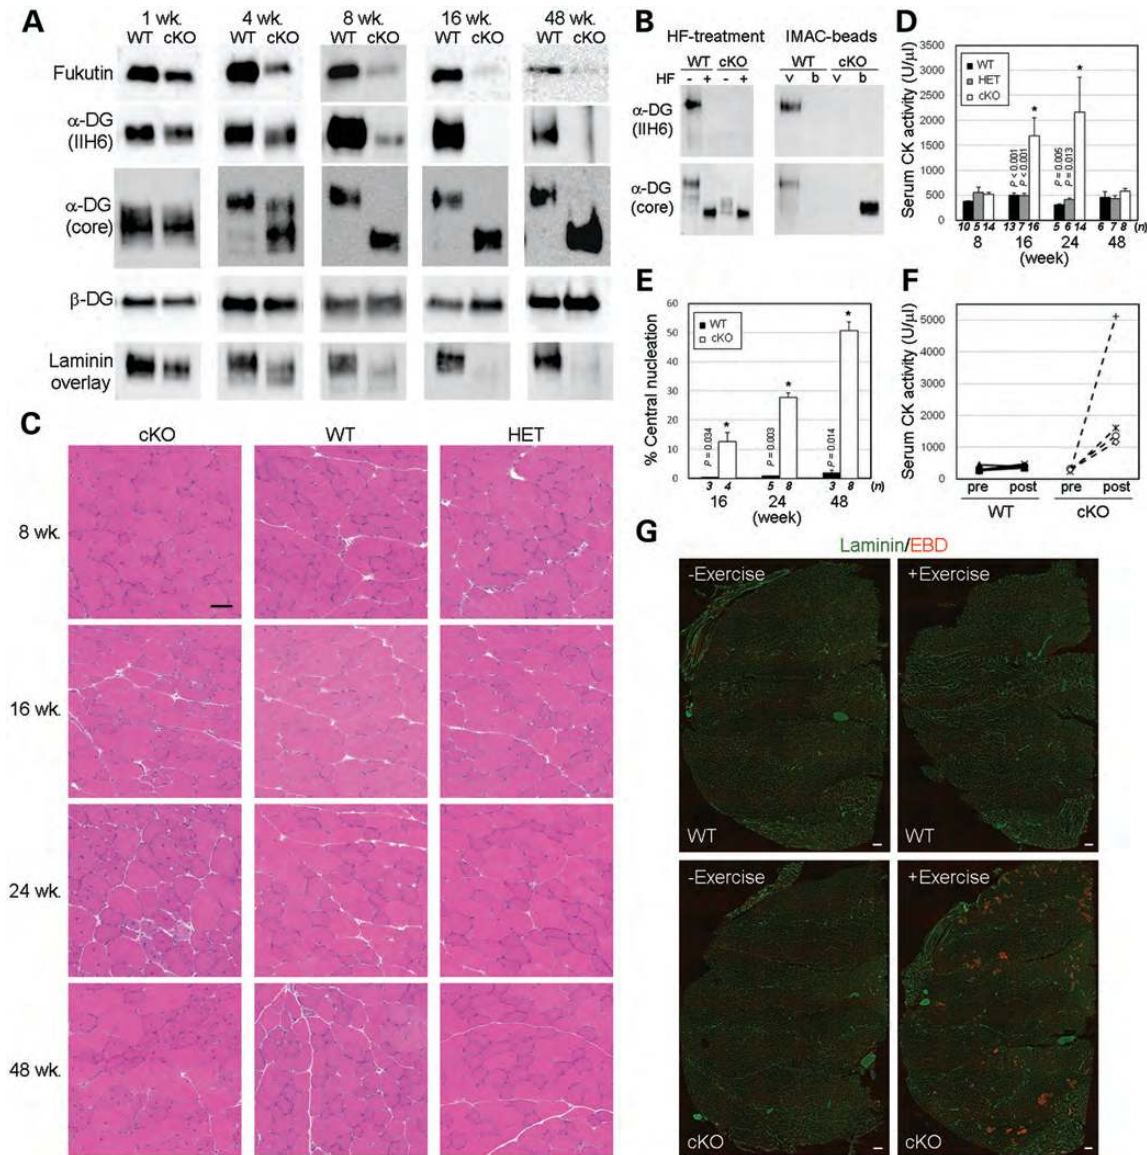 A
1 wk. 4 wk. 8 wk. 16 wk. 48 wk.
WT cKO WT cKO WT cKO WT cKO WT cKO
Fukutin
α-DG
(IIH6)
α-DG
(core)
β-DG
Laminin
overlay
B
HF-treatment IMAC-beads
WT cKO WT cKO
HF - + - + v b v b
α-DG
(IIH6)
α-DG
(core)
D
Serum CK activity (U/μl)
3500
3000
2500
2000
1500
1000
500
0
WT
HET
cKO
* *
P < 0.001
P < 0.001
P = 0.005
P = 0.013
10 5 14 13 7 16 5 6 14 6 7 8 (n)
8 16 24 48
(week)
E
% Central nucleation
60
50
40
30
20
10
0
WT
cKO
* * *
P = 0.034
P = 0.003
P = 0.014
3 4 5 8 3 8 (n)
16 24 48
(week)
F
Serum CK activity (U/μl)
5000
4000
3000
2000
1000
0
pre post pre post
WT cKO
C
cKO WT HET
8 wk.
16 wk.
24 wk.
48 wk.
G
Laminin/EBD
-Exercise +Exercise
WT WT
-Exercise +Exercise
cKO cKO